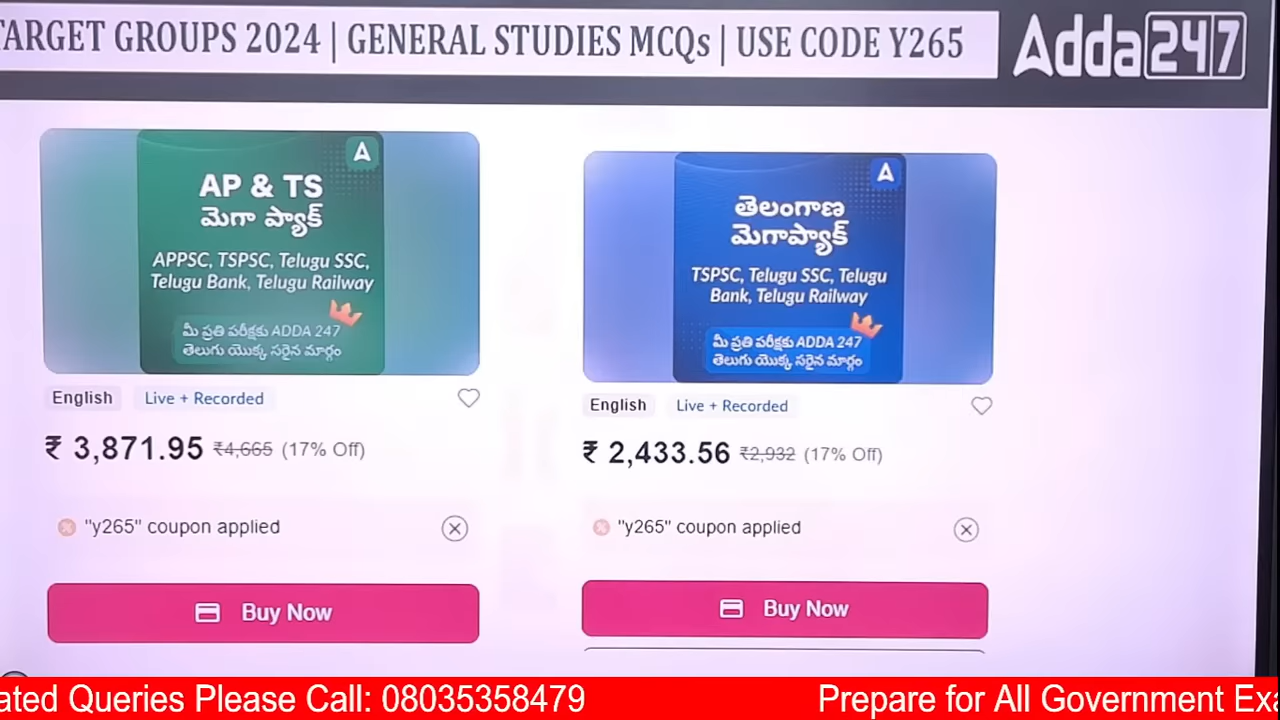 TARGET GROUPS 2024 | GENERAL STUDIES MCQs | USE CODE Y265
Adda247
AP & TS
మెగా ప్యాక్
APPSC, TSPSC, Telugu SSC,
Telugu Bank, Telugu Railway
మీ ప్రతి పరీక్షకు ADDA 247
తెలుగు యొక్క సరైన మార్గం
English
Live + Recorded
₹ 3,871.95 ₹4,665 (17% Off)
"y265" coupon applied
Buy Now
తెలంగాణ
మెగాప్యాక్
TSPSC, Telugu SSC, Telugu
Bank, Telugu Railway
మీ ప్రతి పరీక్షకు ADDA 247
తెలుగు యొక్క సరైన మార్గం
English
Live + Recorded
₹ 2,433.56 ₹2,932 (17% Off)
"y265" coupon applied
Buy Now
ated Queries Please Call: 08035358479
Prepare for All Government Exa